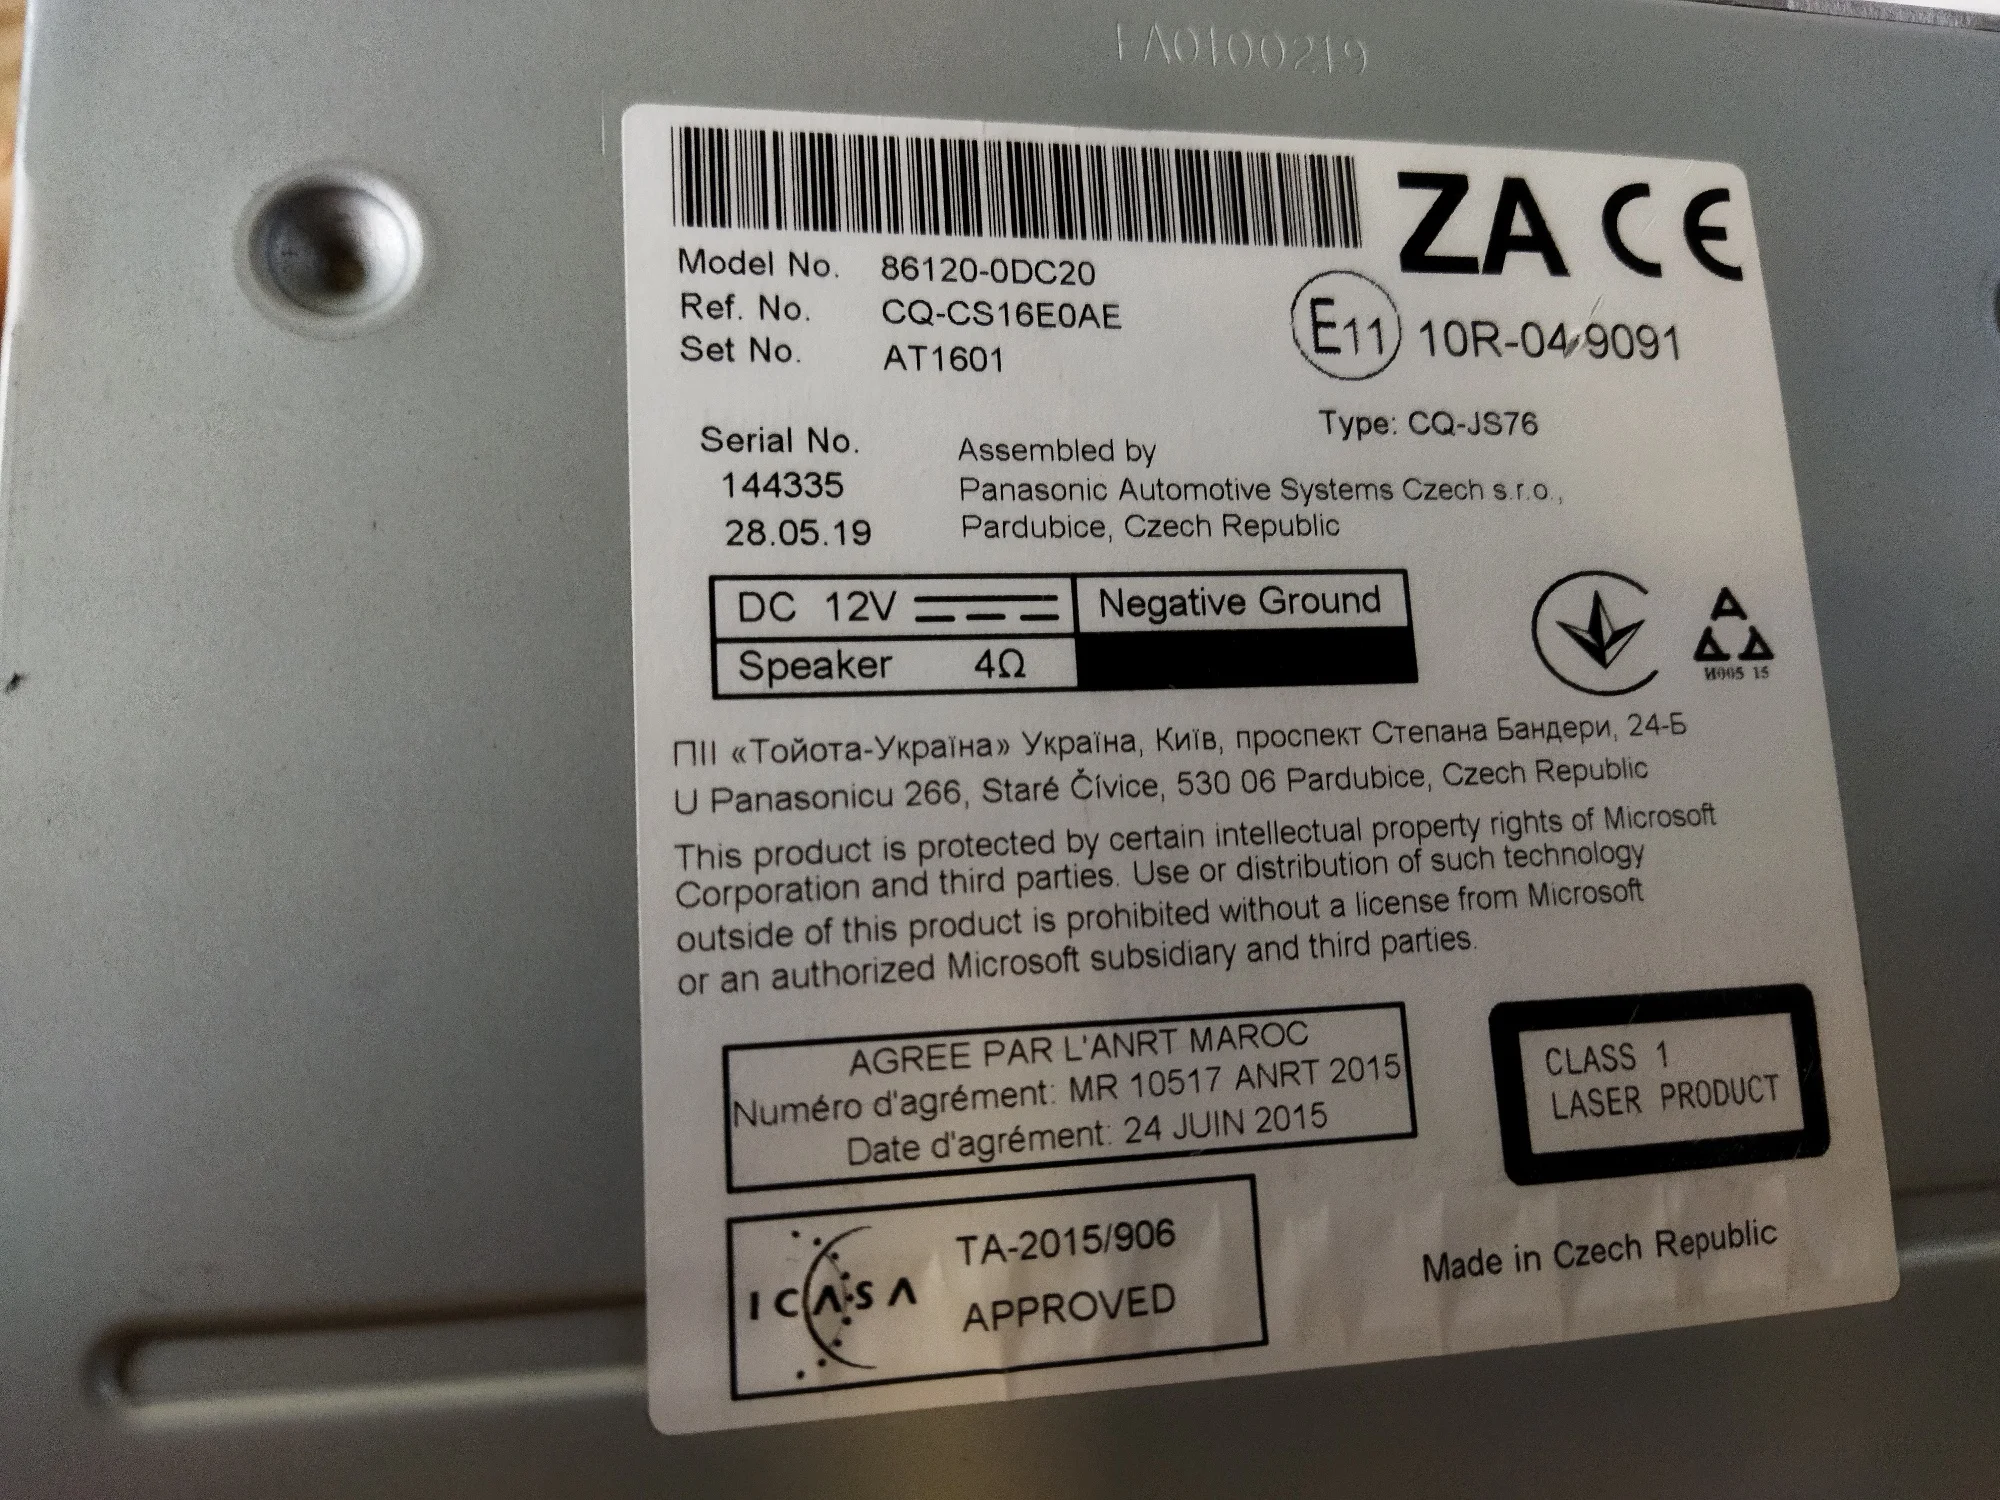 FA0100219
ZA CE
Model No. 86120-0DC20
Ref. No. CQ-CS16E0AE
Set No. AT1601
E11 10R-04 9091
Type: CQ-JS76
Serial No.
144335
28.05.19
Assembled by
Panasonic Automotive Systems Czech s.r.o.,
Pardubice, Czech Republic
DC 12V Negative Ground
Speaker 4Ω
И005 15
ПІІ «Тойота-Україна» Україна, Київ, проспект Степана Бандери, 24-Б
U Panasonicu 266, Staré Čívice, 530 06 Pardubice, Czech Republic
This product is protected by certain intellectual property rights of Microsoft
Corporation and third parties. Use or distribution of such technology
outside of this product is prohibited without a license from Microsoft
or an authorized Microsoft subsidiary and third parties.
AGREE PAR L'ANRT MAROC
Numéro d'agrément: MR 10517 ANRT 2015
Date d'agrément: 24 JUIN 2015
CLASS 1
LASER PRODUCT
ICASA
TA-2015/906
APPROVED
Made in Czech Republic